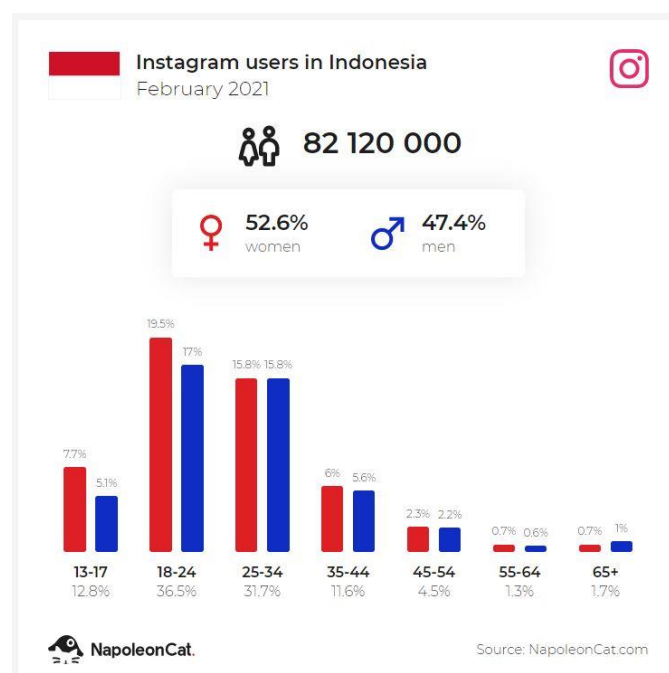 Instagram users in Indonesia
February 2021
82 120 000
52.6%
women
47.4%
men
19.5%
17%
15.8% 15.8%
7.7%
5.1%
6%
5.6%
2.3% 2.2%
0.7% 0.6%
0.7% 1%
13-17 18-24 25-34 35-44 45-54 55-64 65+
12.8% 36.5% 31.7% 11.6% 4.5% 1.3% 1.7%
NapoleonCat.
Source: NapoleonCat.com